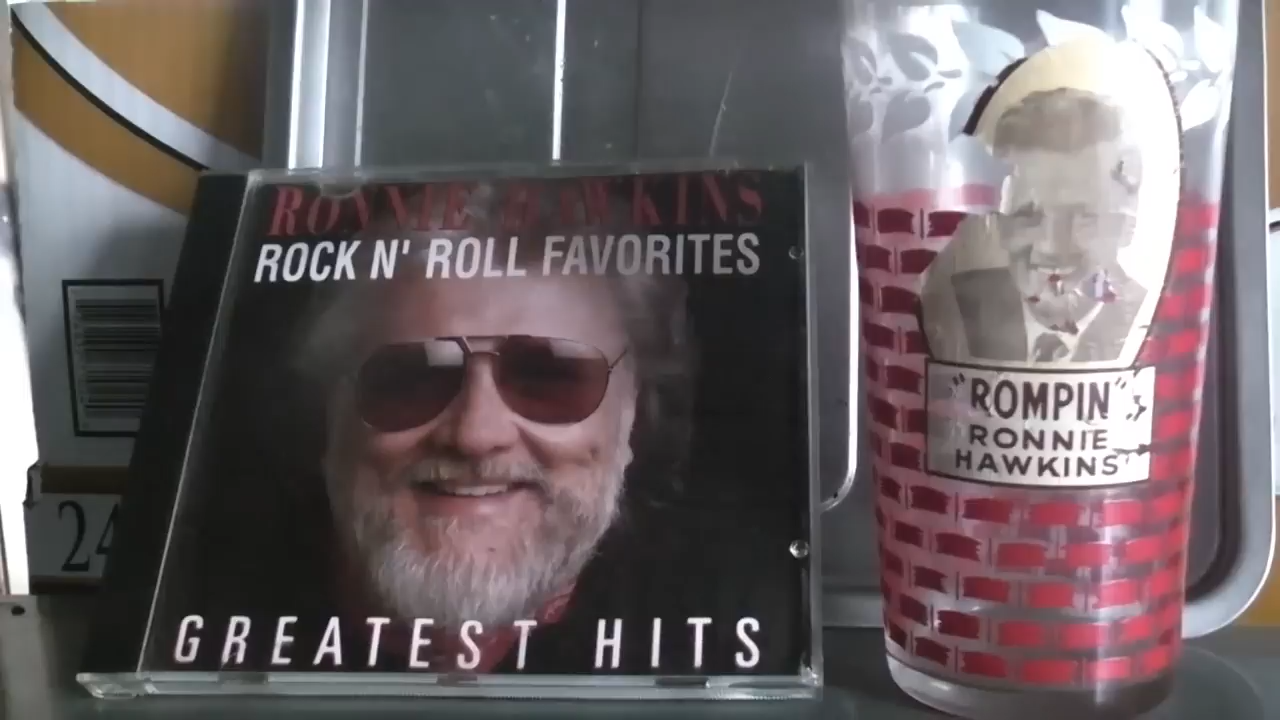 RONNIE HAWKINS
ROCK N' ROLL FAVORITES
GREATEST HITS
"ROMPIN"
RONNIE
HAWKINS
24